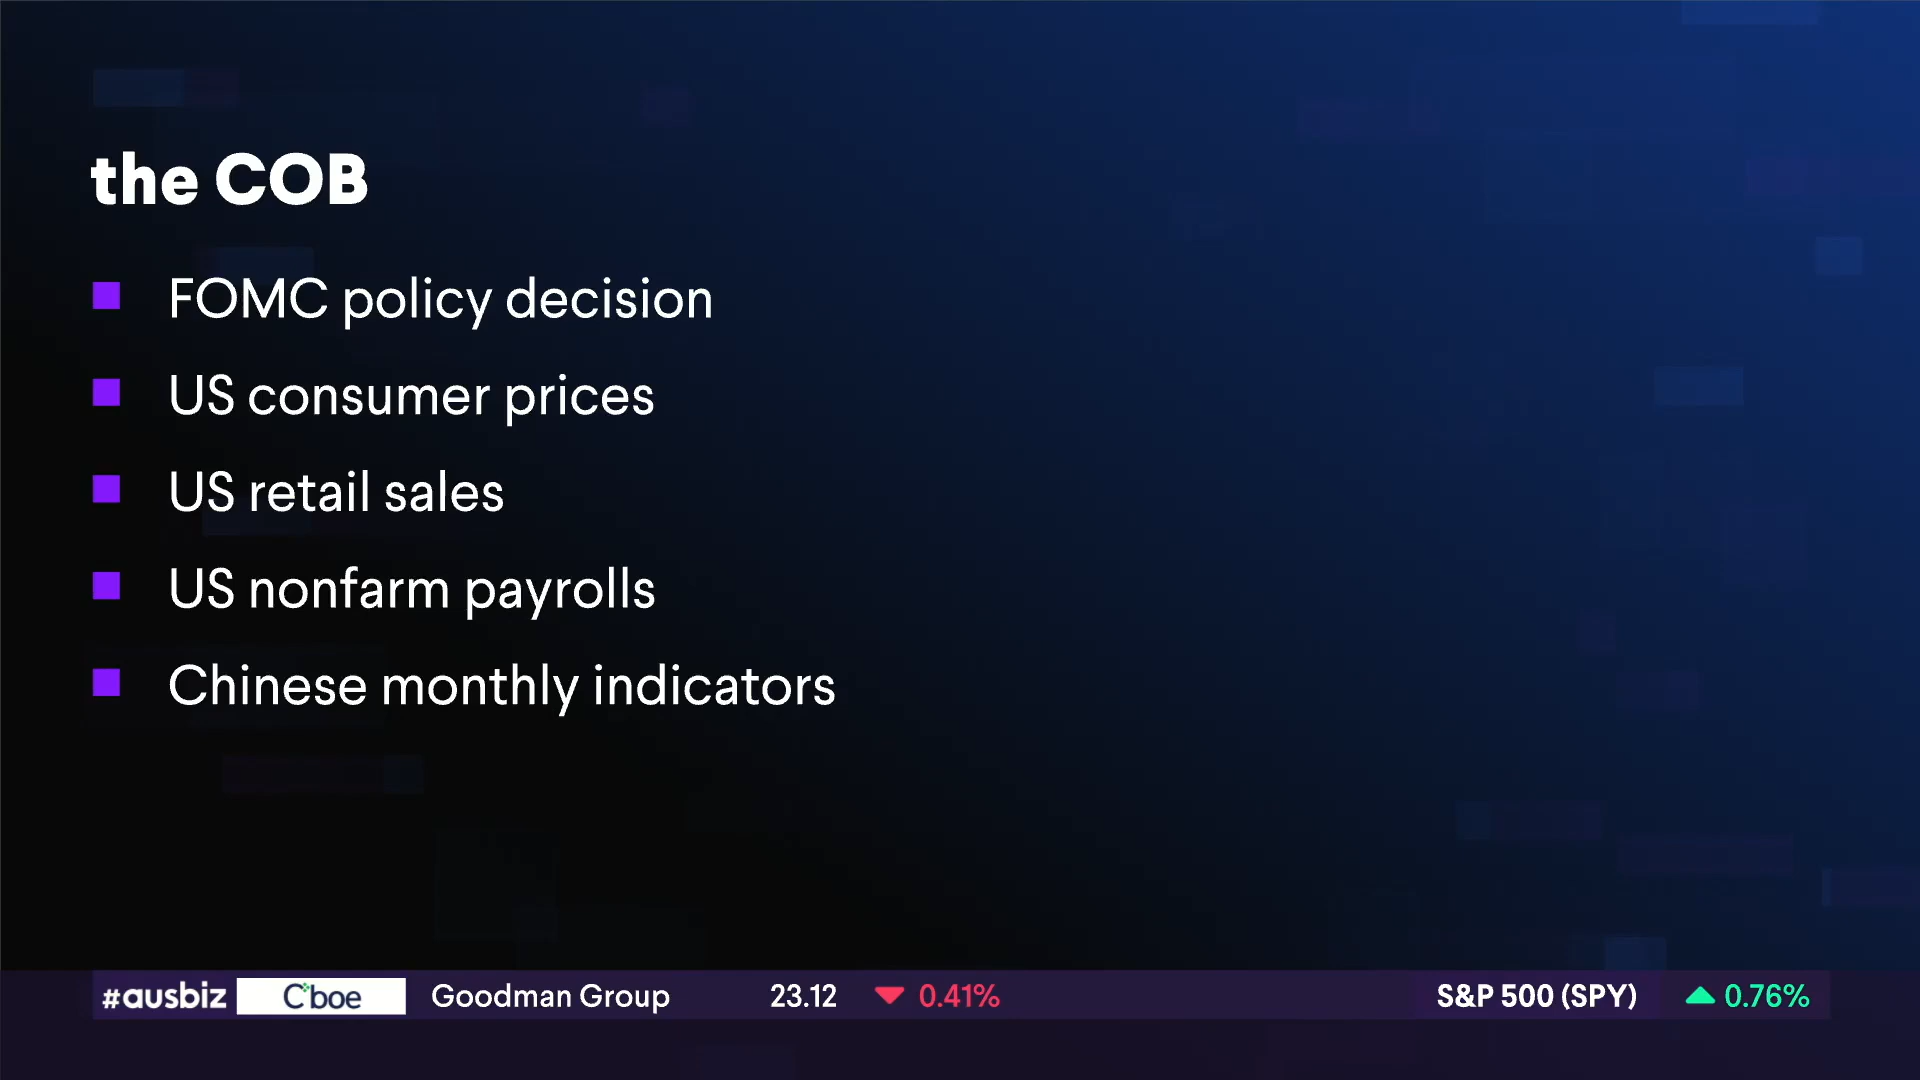 the COB
FOMC policy decision
US consumer prices
US retail sales
US nonfarm payrolls
Chinese monthly indicators
#ausbiz Cboe Goodman Group 23.12 0.41% S&P 500 (SPY) 0.76%